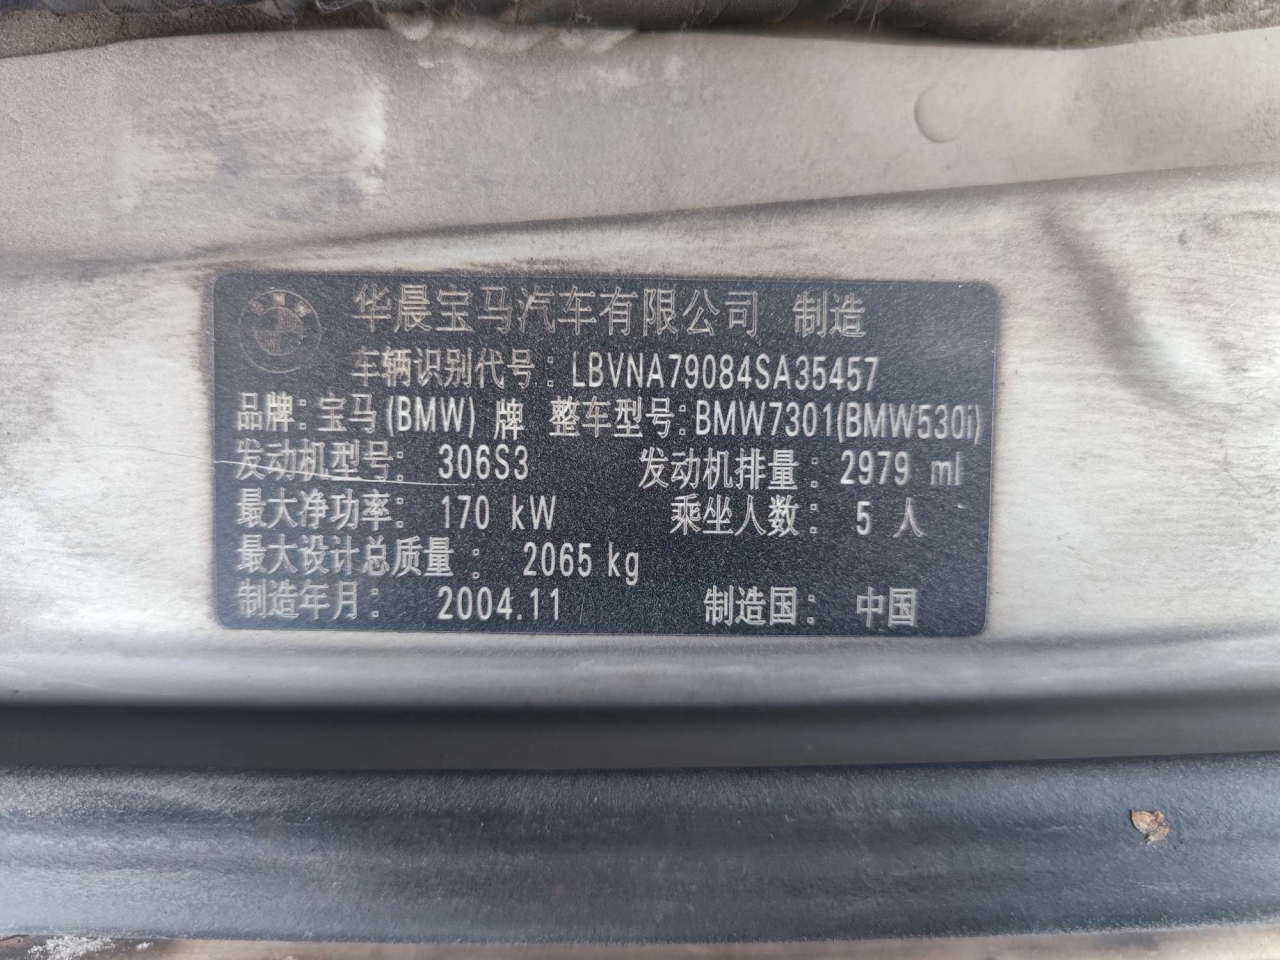 华晨宝马汽车有限公司 制造
车辆识别代号: LBVNA79084SA35457
品牌: 宝马(BMW) 牌 整车型号: BMW7301(BMW530i)
发动机型号: 306S3 发动机排量: 2979 ml
最大净功率: 170 kW 乘坐人数: 5 人
最大设计总质量: 2065 kg
制造年月: 2004.11 制造国: 中国